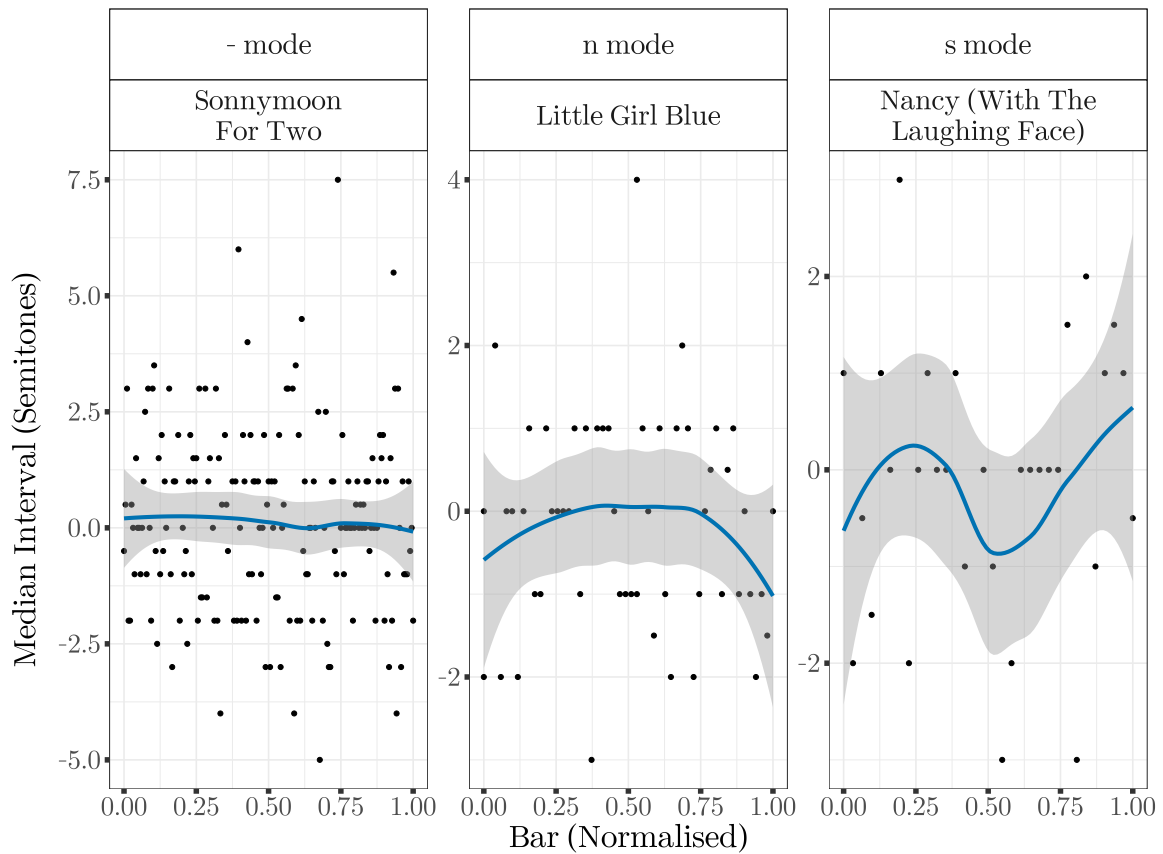 - mode
n mode
s mode
Sonnymoon
For Two
Little Girl Blue
Nancy (With The
Laughing Face)
Median Interval (Semitones)
7.5
5.0
2.5
0.0
-2.5
-5.0
4
2
0
-2
2
0
-2
0.00 0.25 0.50 0.75 1.00
0.00 0.25 0.50 0.75 1.00
0.00 0.25 0.50 0.75 1.00
Bar (Normalised)